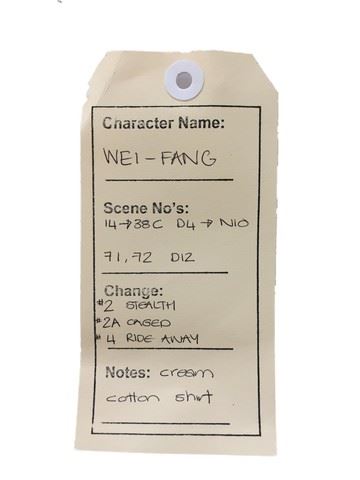 Character Name:
WEI-FANG
Scene No's:
14→38C D4→N10
71,72 D12
Change:
#2 STEALTH
#2A CAGED
#4 RIDE AWAY
Notes: cream
cotton shirt